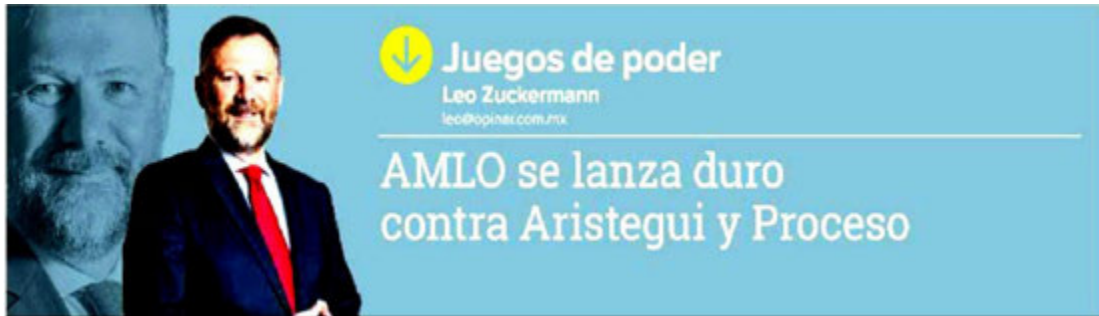 Juegos de poder
Leo Zuckermann
leo@opinar.com.mx
AMLO se lanza duro
contra Aristegui y Proceso